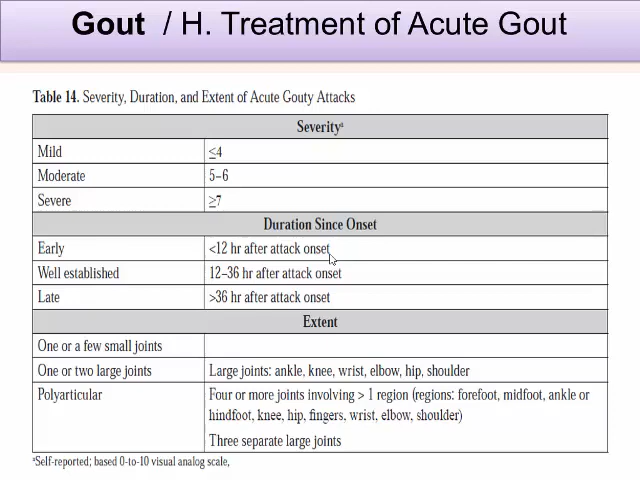 Gout / H. Treatment of Acute Gout
Table 14. Severity, Duration, and Extent of Acute Gouty Attacks
Severityᵃ
Mild ≤4
Moderate 5–6
Severe ≥7
Duration Since Onset
Early <12 hr after attack onset
Well established 12–36 hr after attack onset
Late >36 hr after attack onset
Extent
One or a few small joints
One or two large joints Large joints: ankle, knee, wrist, elbow, hip, shoulder
Polyarticular Four or more joints involving > 1 region (regions: forefoot, midfoot, ankle or
hindfoot, knee, hip, fingers, wrist, elbow, shoulder)
Three separate large joints
ᵃSelf-reported; based 0-to-10 visual analog scale,